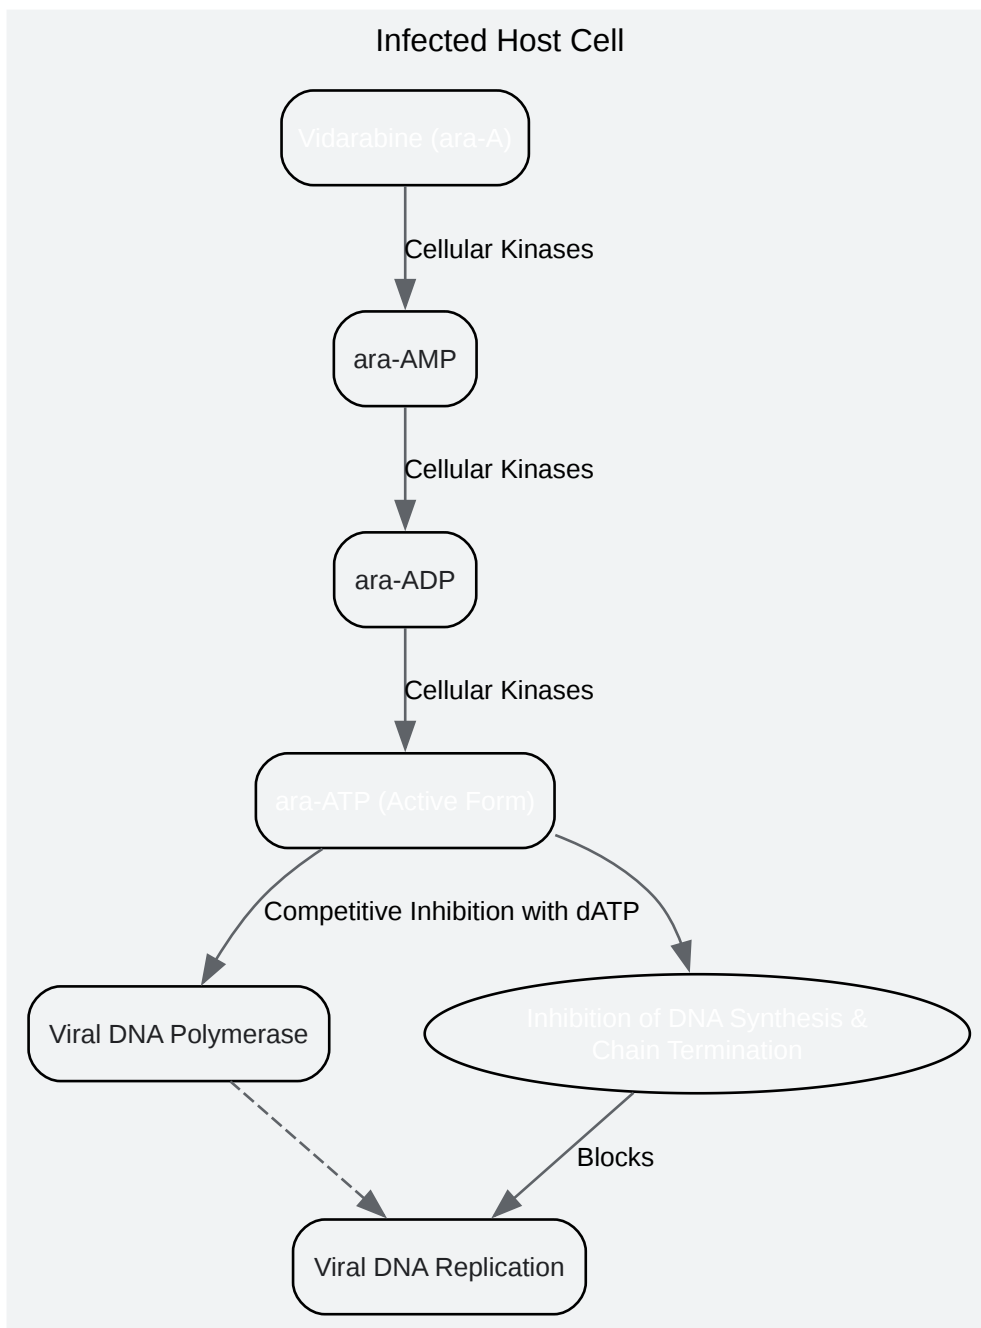 Infected Host Cell
Vidarabine (ara-A)
Cellular Kinases
ara-AMP
Cellular Kinases
ara-ADP
Cellular Kinases
ara-ATP (Active Form)
Competitive Inhibition with dATP
Viral DNA Polymerase
Inhibition of DNA Synthesis &
Chain Termination
Blocks
Viral DNA Replication